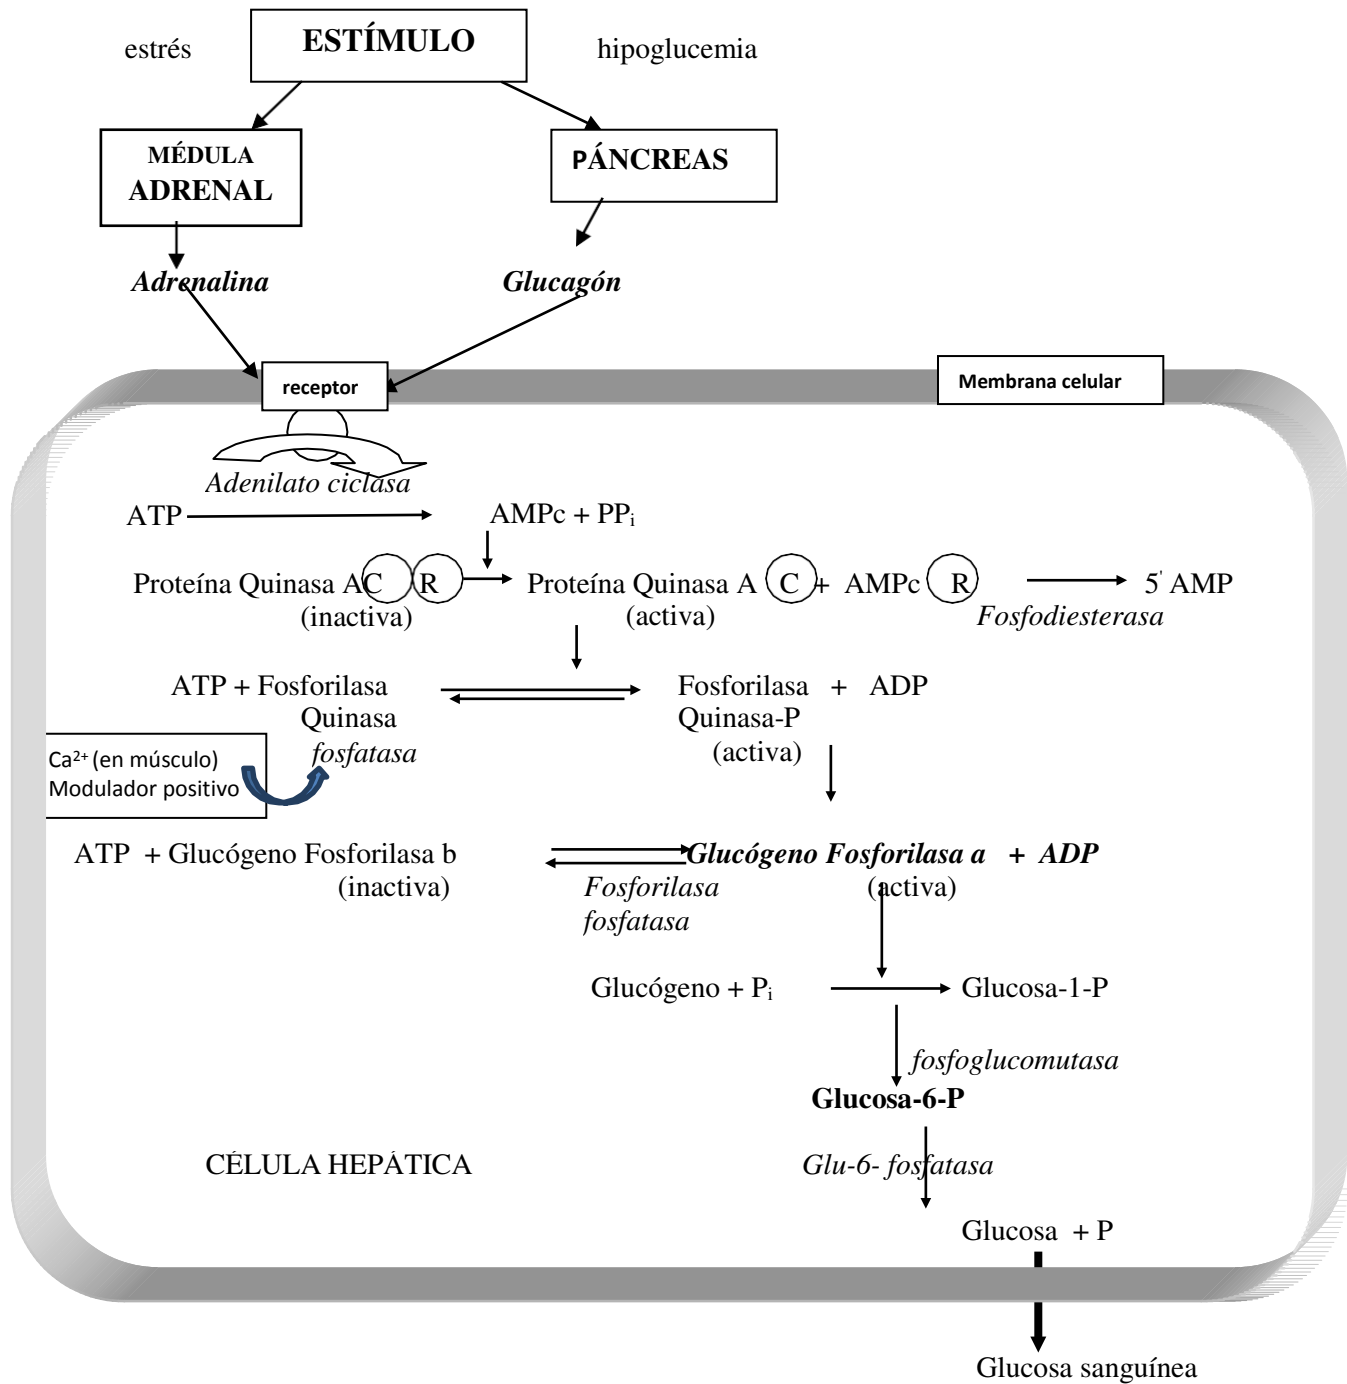 estrés ESTÍMULO hipoglucemia
MÉDULA
ADRENAL
PÁNCREAS
Adrenalina Glucagón
receptor Membrana celular
Adenilato ciclasa
ATP AMPc + PPi
Proteína Quinasa AC R Proteína Quinasa A C + AMPc R 5' AMP
(inactiva) (activa) Fosfodiesterasa
ATP + Fosforilasa Fosforilasa + ADP
Quinasa Quinasa-P
fosfatasa (activa)
Ca2+ (en músculo)
Modulador positivo
ATP + Glucógeno Fosforilasa b Glucógeno Fosforilasa a + ADP
(inactiva) Fosforilasa (activa)
fosfatasa
Glucógeno + Pi Glucosa-1-P
fosfoglucomutasa
Glucosa-6-P
CÉLULA HEPÁTICA Glu-6- fosfatasa
Glucosa + P
Glucosa sanguínea